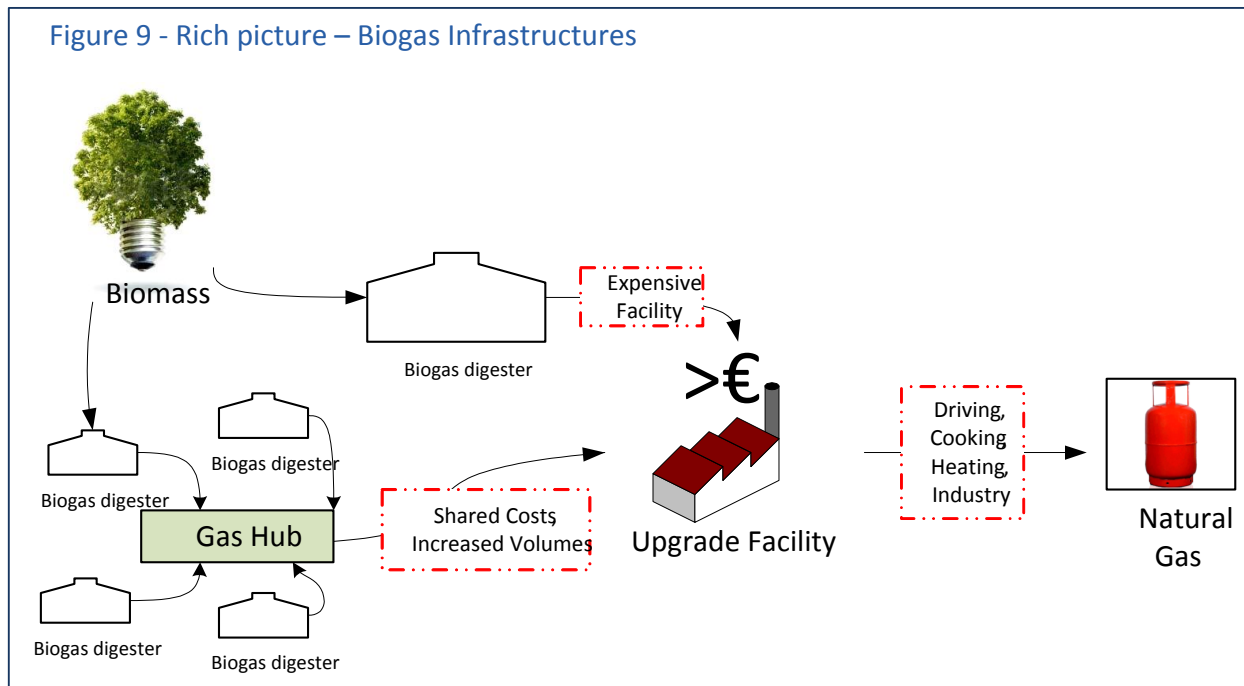 Figure 9 - Rich picture – Biogas Infrastructures
Biomass
Biogas digester
Expensive
Facility
>€
Biogas digester
Biogas digester
Gas Hub
Biogas digester
Biogas digester
Shared Costs,
Increased Volumes
Upgrade Facility
Driving,
Cooking
Heating,
Industry
Natural
Gas